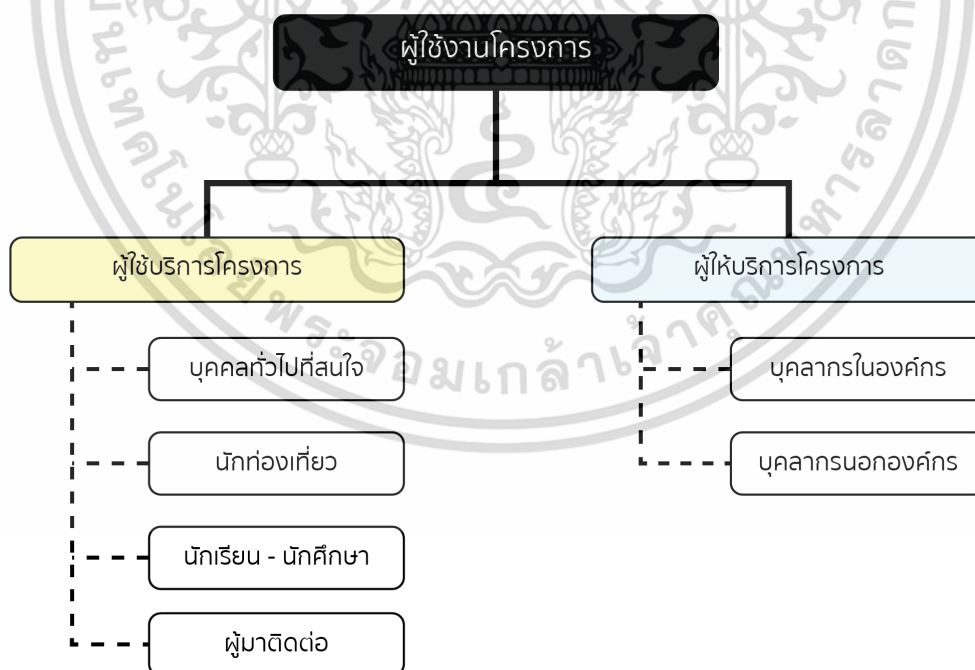 ผู้ใช้งานโครงการ
ผู้ใช้บริการโครงการ
บุคคลทั่วไปที่สนใจ
นักท่องเที่ยว
นักเรียน - นักศึกษา
ผู้มาติดต่อ
ผู้ให้บริการโครงการ
บุคลากรในองค์กร
บุคลากรนอกองค์กร